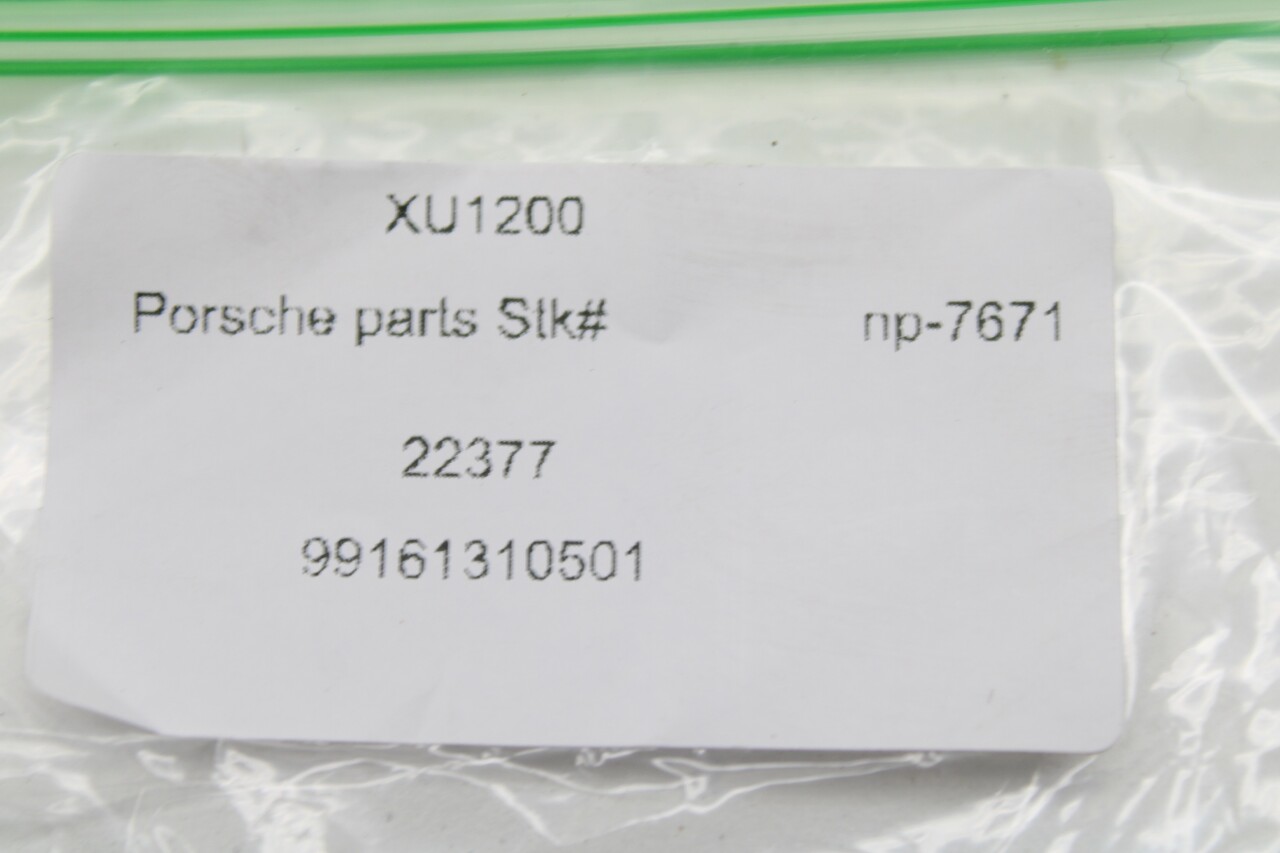 XU1200
Porsche parts Stk# np-7671
22377
99161310501